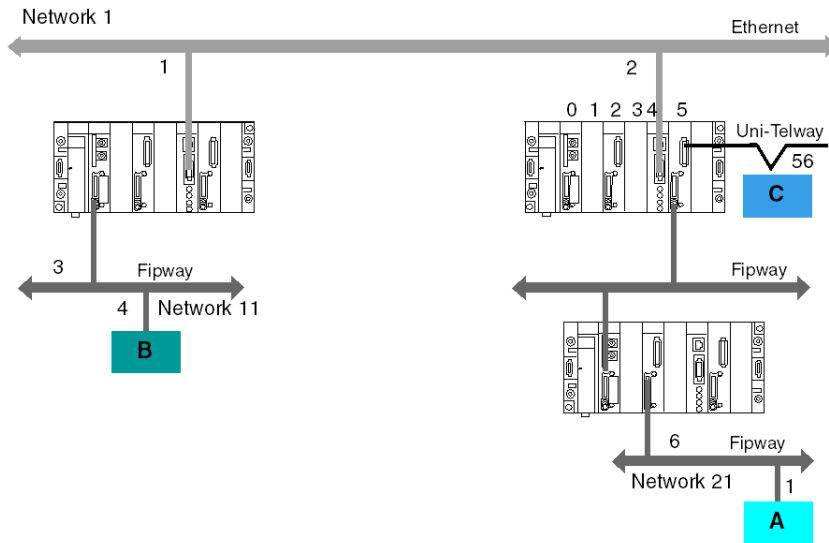 Network 1
Ethernet
1
2
0 1 2 3 4 5
Uni-Telway
56
C
3
Fipway
Fipway
4
Network 11
B
6
Fipway
Network 21
1
A